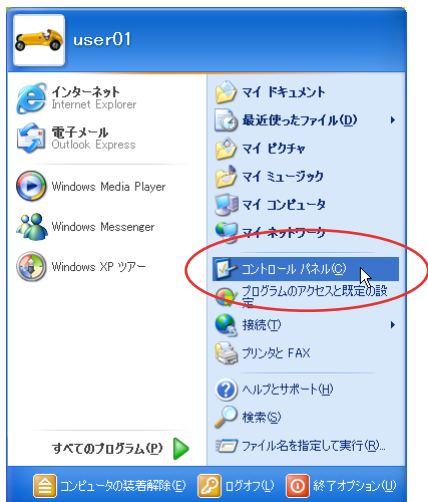 user01
インターネット
Internet Explorer
電子メール
Outlook Express
Windows Media Player
Windows Messenger
Windows XP ツアー
すべてのプログラム(P)
マイ ドキュメント
最近使ったファイル(D)
マイ ピクチャ
マイ ミュージック
マイ コンピュータ
マイ ネットワーク
コントロール パネル(C)
プログラムのアクセスと既定の設
定
接続(T)
プリンタと FAX
ヘルプとサポート(H)
検索(S)
ファイル名を指定して実行(R)...
コンピュータの装着解除(E)
ログオフ(L)
終了オプション(U)